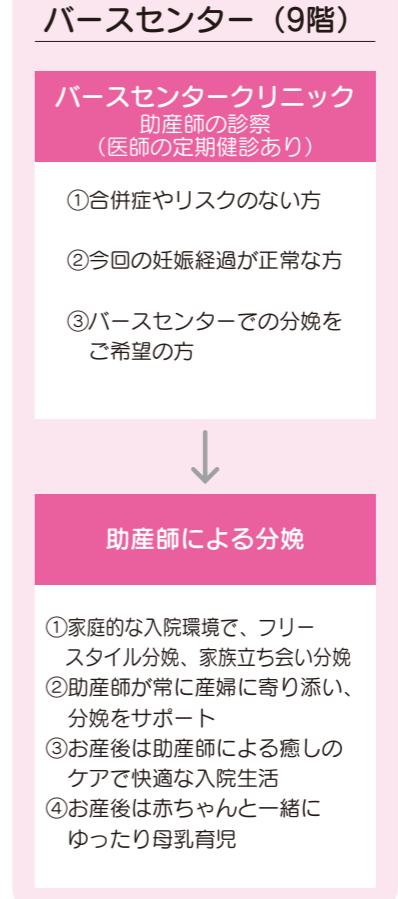 バースセンター（9階）
バースセンタークリニック
助産師の診察
（医師の定期健診あり）
①合併症やリスクのない方
②今回の妊娠経過が正常な方
③バースセンターでの分娩を
ご希望の方
助産師による分娩
①家庭的な入院環境で、フリー
スタイル分娩、家族立ち会い分娩
②助産師が常に産婦に寄り添い、
分娩をサポート
③お産後は助産師による癒しの
ケアで快適な入院生活
④お産後は赤ちゃんと一緒に
ゆったり母乳育児